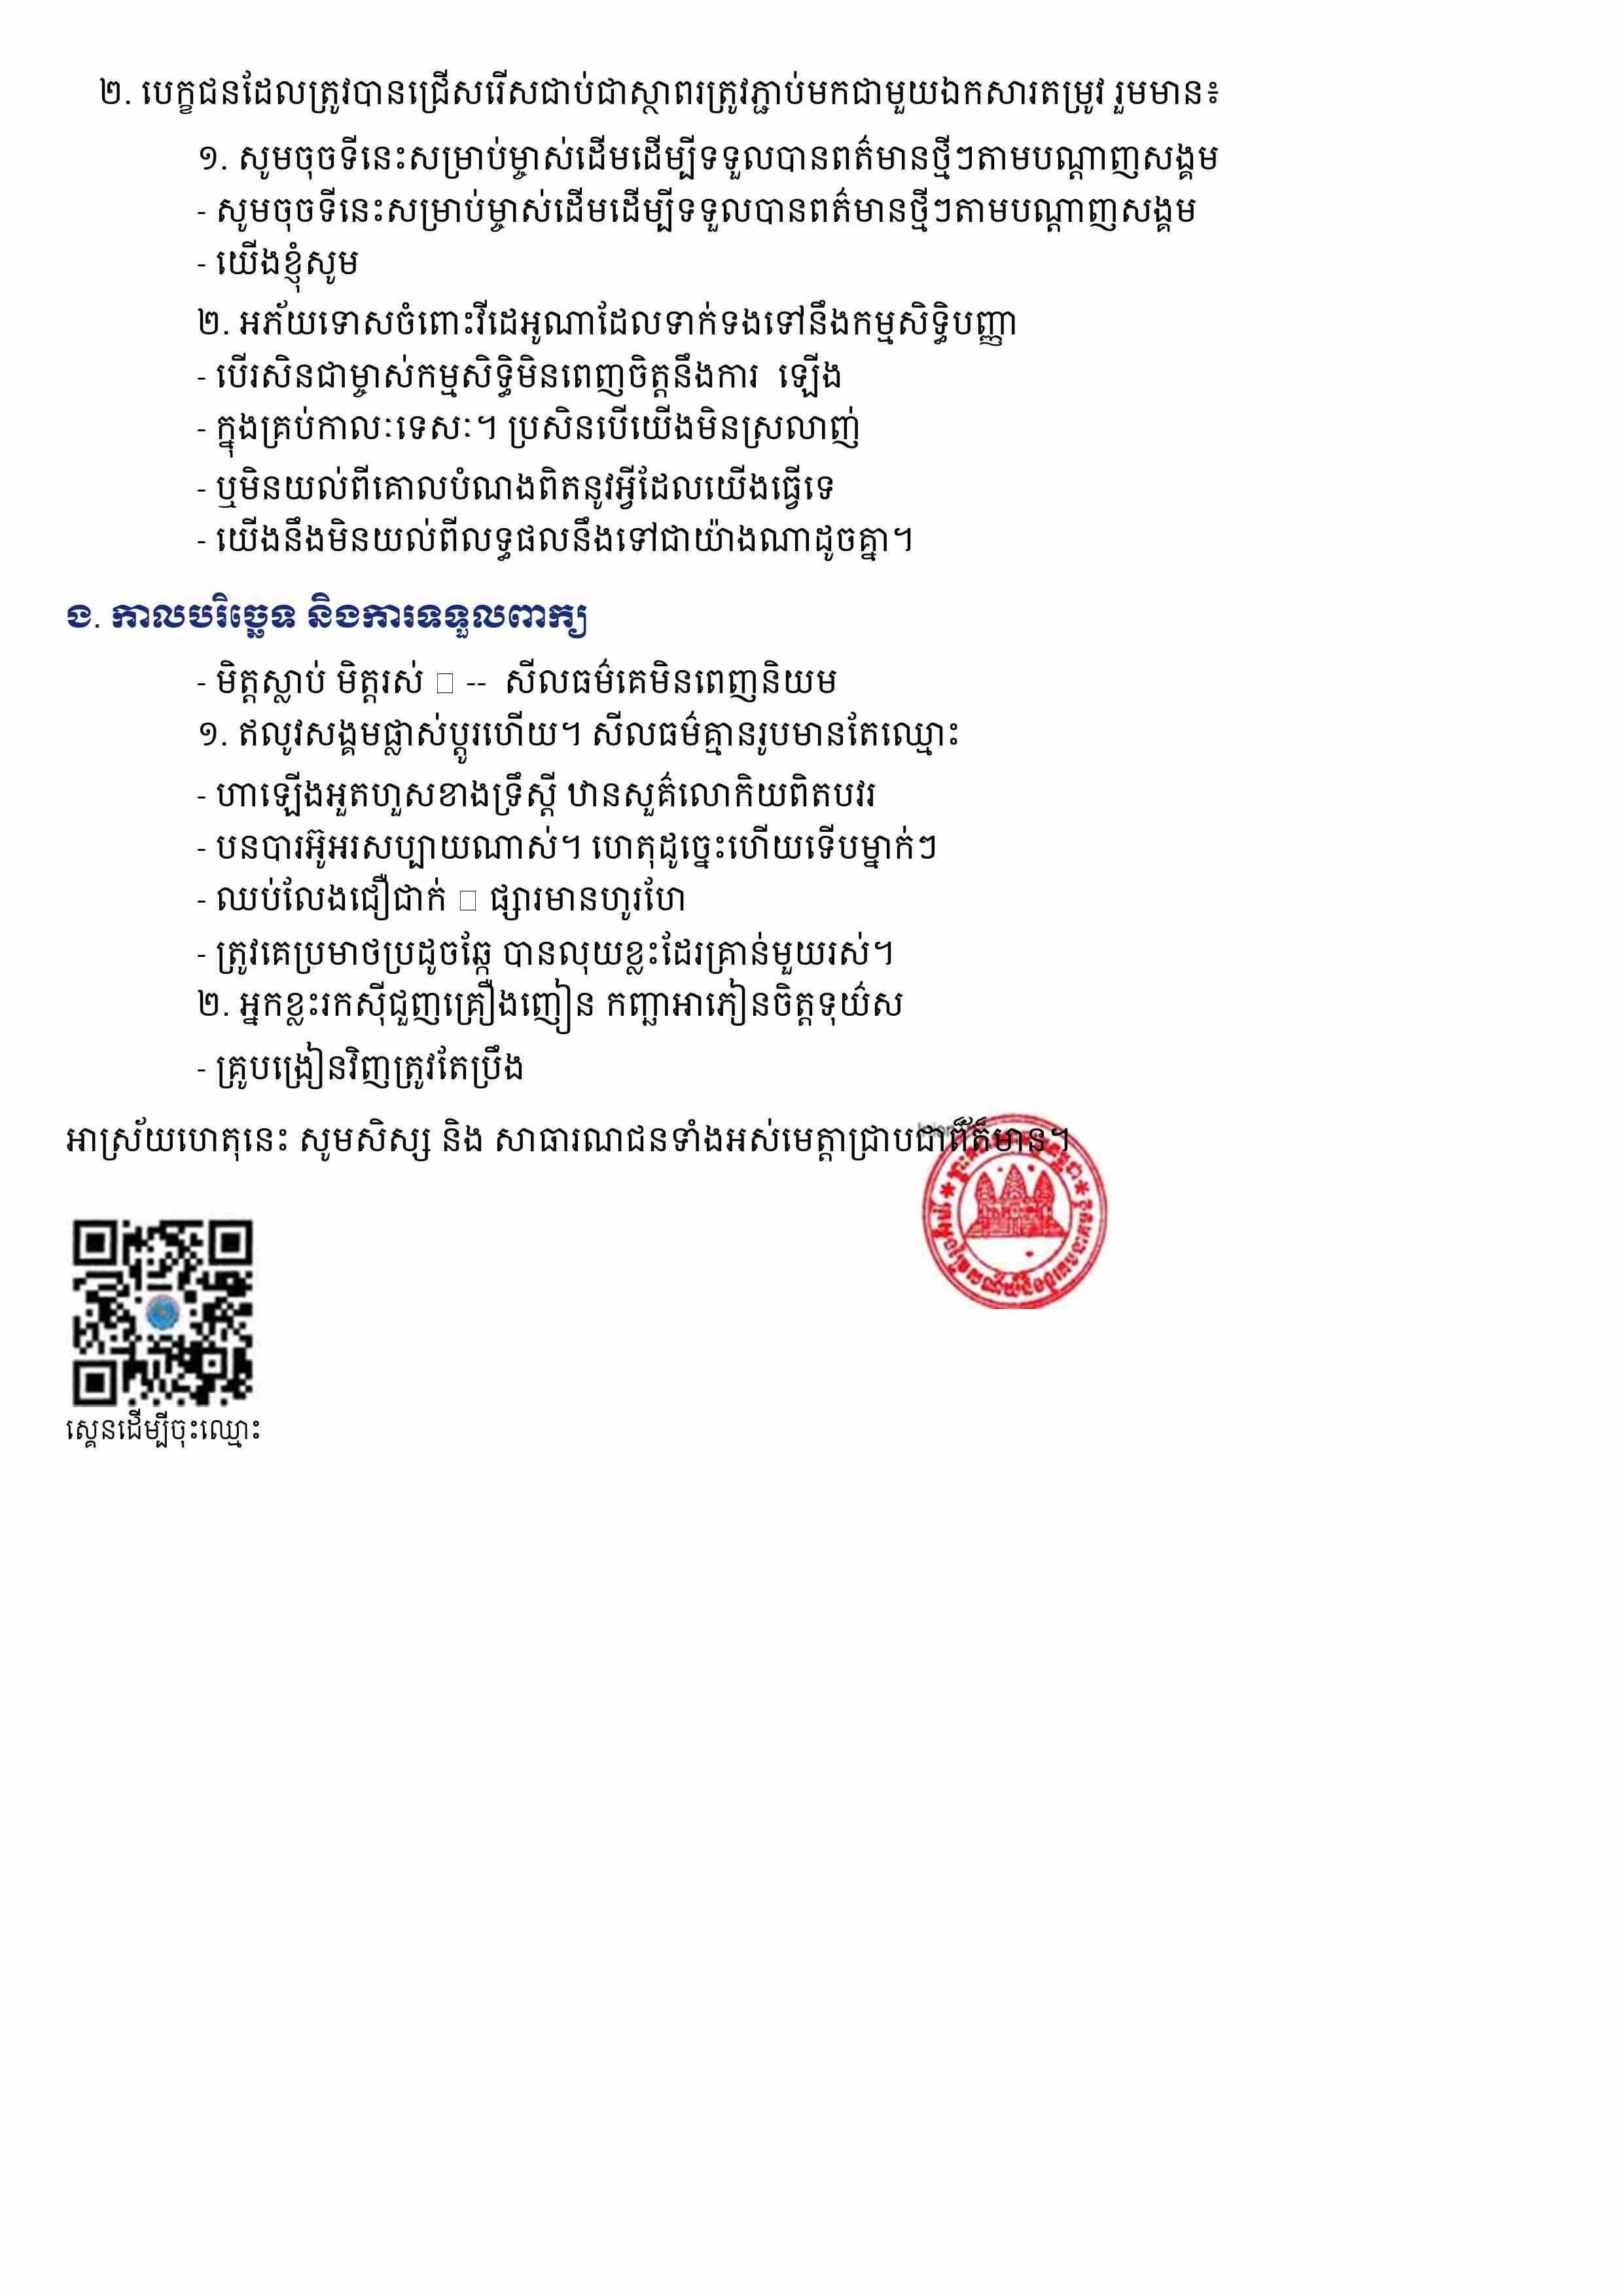 ២. បេក្ខជនដែលត្រូវបានជ្រើសរើសជាប់ជាស្ថាពរត្រូវភ្ជាប់មកជាមួយឯកសារតម្រូវ រួមមាន៖
១. សូមចុចទីនេះសម្រាប់ម្ចាស់ដើមដើម្បីទទួលបានពត៌មានថ្មីៗតាមបណ្ដាញសង្គម
- សូមចុចទីនេះសម្រាប់ម្ចាស់ដើមដើម្បីទទួលបានពត៌មានថ្មីៗតាមបណ្ដាញសង្គម
- យើងខ្ញុំសូម
២. អភ័យទោសចំពោះវីដេអូណាដែលទាក់ទងទៅនឹងកម្មសិទ្ធិបញ្ញា
- បើរសិនជាម្ចាស់កម្មសិទ្ធិមិនពេញចិត្តនឹងការ ឡើង
- ក្នុងគ្រប់កាលៈទេសៈ។ ប្រសិនបើយើងមិនស្រលាញ់
- ឬមិនយល់ពីគោលបំណងពិតនូវអ្វីដែលយើងធ្វើទេ
- យើងនឹងមិនយល់ពីលទ្ធផលនឹងទៅជាយ៉ាងណាដូចគ្នា។
ង. កាលបរិច្ឆេទ និងការទទួលពាក្យ
- មិត្តស្លាប់ មិត្តរស់ -- សីលធម៌គេមិនពេញនិយម
១. ឥលូវសង្គមផ្លាស់ប្ដូរហើយ។ សីលធម៌គ្មានរូបមានតែឈ្មោះ
- ហាឡើងអួតហួសខាងទ្រឹស្ដី ឋានសួគ៌លោកិយពិតបវរ
- បនបារអ៊ូអរសប្បាយណាស់។ ហេតុដូច្នេះហើយទើបម្នាក់ៗ
- ឈប់លែងជឿជាក់ ផ្សារមានហូរហែ
- ត្រូវគេប្រមាថប្រដូចឆ្កែ បានលុយខ្លះដែរគ្រាន់មួយរស់។
២. អ្នកខ្លះរកស៊ីជួញគ្រឿងញៀន កញ្ឆាអាភៀនចិត្តទុយ៌ស
- គ្រូបង្រៀនវិញត្រូវតែប្រឹង
អាស្រ័យហេតុនេះ សូមសិស្ស និង សាធារណជនទាំងអស់មេត្តាជ្រាបជាព័ត៌មាន។
ស្គេនដើម្បីចុះឈ្មោះ